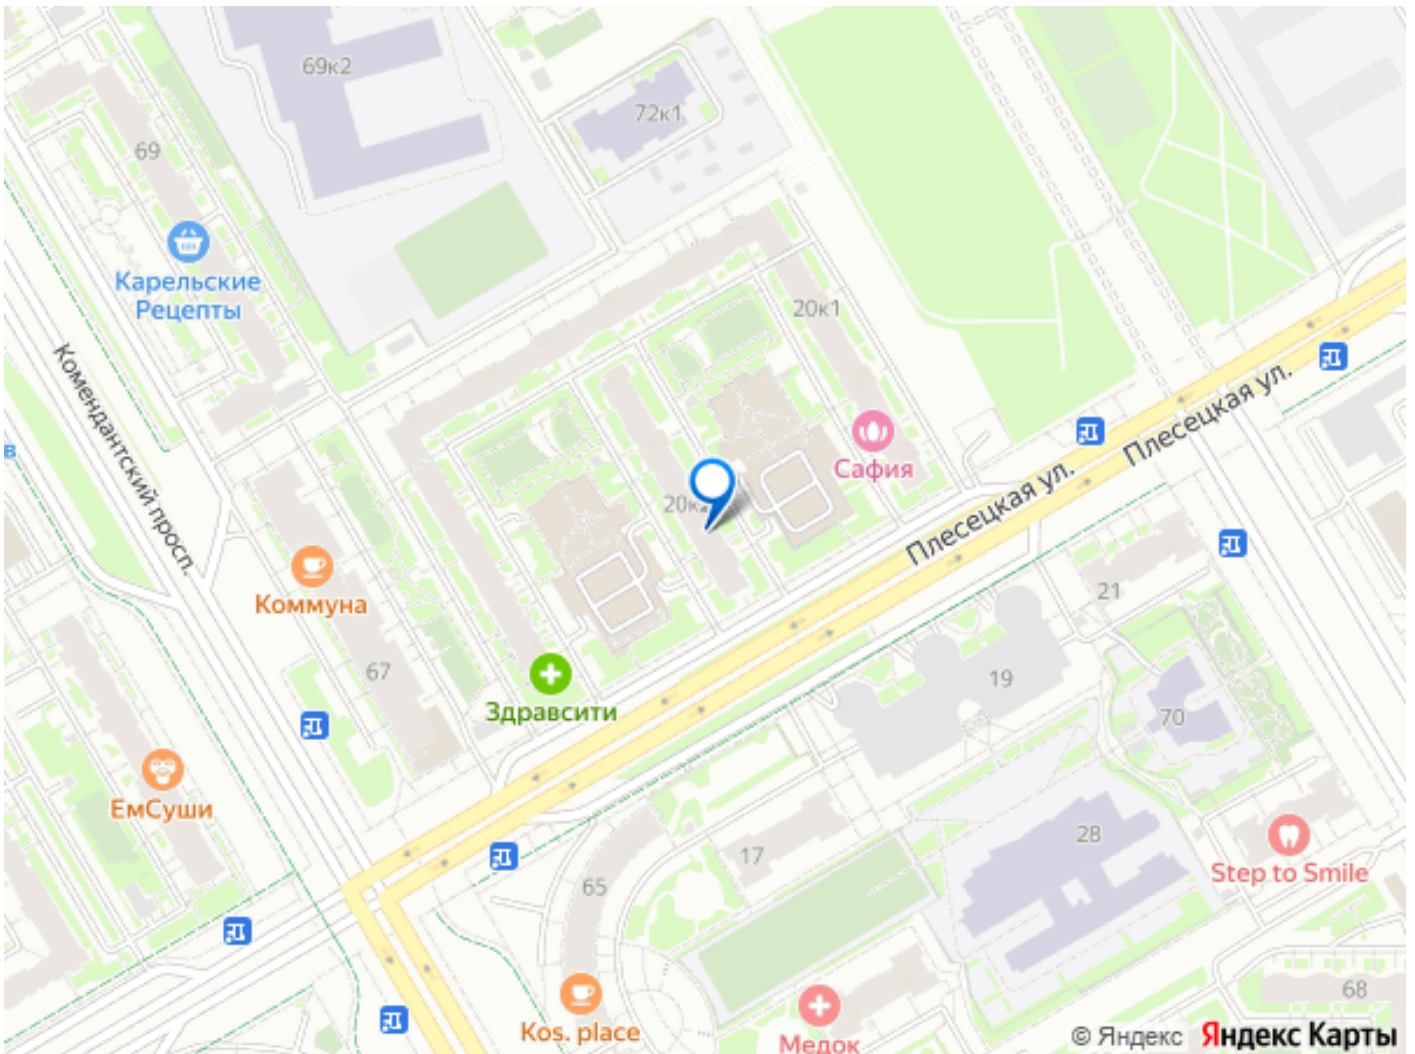 69к2
72к1
69
Карельские
Рецепты
20к1
Комендантский просп.
Плесецкая ул.
в
Сафия
Плесецкая ул.
Коммуна
21
67
19
Здравсити
70
ЕмСуши
28
17
Step to Smile
65
68
Kos. place
Медок
© Яндекс Яндекс Карты